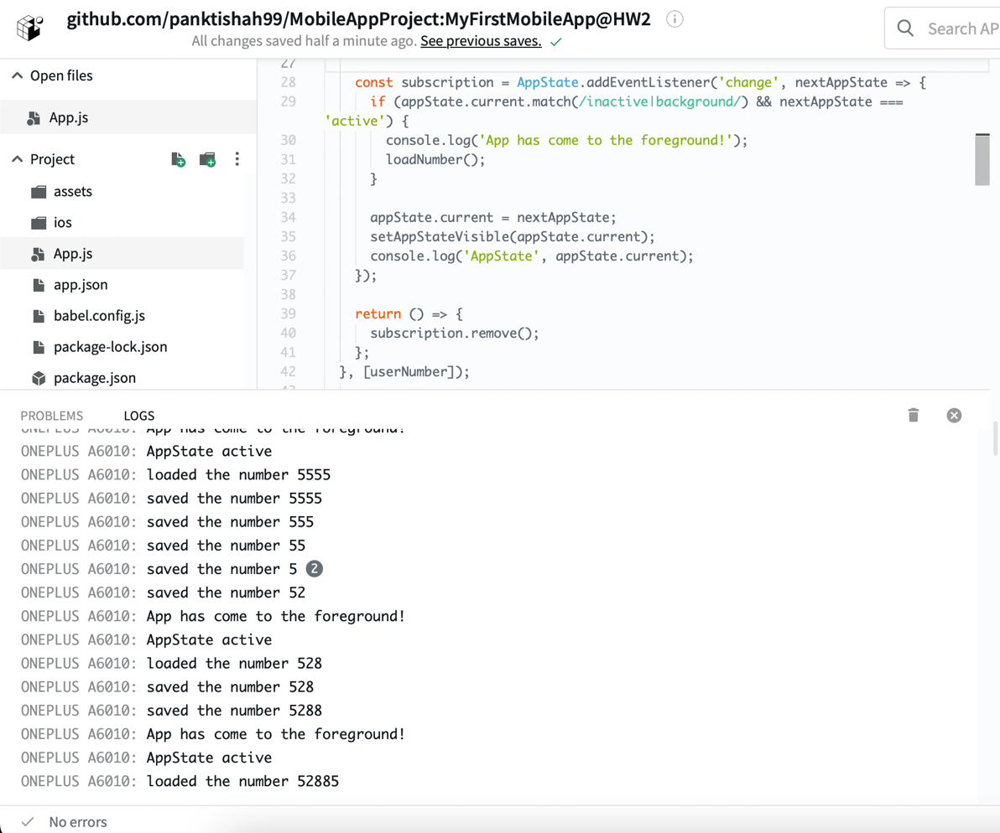 github.com/panktishah99/MobileAppProject:MyFirstMobileApp@HW2
All changes saved half a minute ago. See previous saves.
Search AP
Open files
App.js
Project
assets
ios
App.js
app.json
babel.config.js
package-lock.json
package.json
27
28 const subscription = AppState.addEventListener('change', nextAppState => {
29 if (appState.current.match(/inactive|background/) && nextAppState ===
'active') {
30 console.log('App has come to the foreground!');
31 loadNumber();
32 }
33
34 appState.current = nextAppState;
35 setAppStateVisible(appState.current);
36 console.log('AppState', appState.current);
37 });
38
39 return () => {
40 subscription.remove();
41 };
42 }, [userNumber]);
PROBLEMS LOGS
ONEPLUS A6010: App has come to the foreground!
ONEPLUS A6010: AppState active
ONEPLUS A6010: loaded the number 5555
ONEPLUS A6010: saved the number 5555
ONEPLUS A6010: saved the number 555
ONEPLUS A6010: saved the number 55
ONEPLUS A6010: saved the number 5 2
ONEPLUS A6010: saved the number 52
ONEPLUS A6010: App has come to the foreground!
ONEPLUS A6010: AppState active
ONEPLUS A6010: loaded the number 528
ONEPLUS A6010: saved the number 528
ONEPLUS A6010: saved the number 5288
ONEPLUS A6010: App has come to the foreground!
ONEPLUS A6010: AppState active
ONEPLUS A6010: loaded the number 52885
No errors